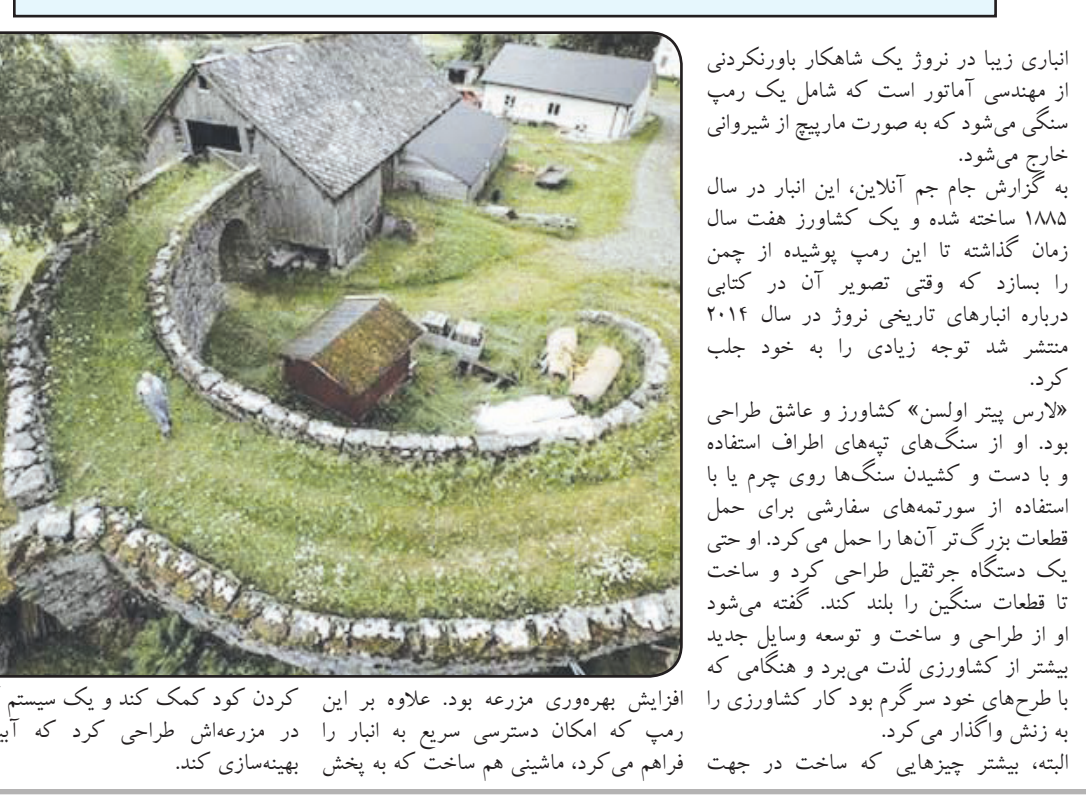 انباری زیبا در نروژ یک شاهکار باورنکردنی
از مهندسی آماتور است که شامل یک رمپ
سنگی می‌شود که به صورت مارپیچ از شیروانی
خارج می‌شود.
به گزارش جام جم آنلاین، این انبار در سال
۱۸۸۵ ساخته شده و یک کشاورز هفت سال
زمان گذاشته تا این رمپ پوشیده از چمن
را بسازد که وقتی تصویر آن در کتابی
درباره انبارهای تاریخی نروژ در سال ۲۰۱۴
منتشر شد توجه زیادی را به خود جلب
کرد.
«لارس پیتر اولسن» کشاورز و عاشق طراحی
بود. او از سنگ‌های تپه‌های اطراف استفاده
و با دست و کشیدن سنگ‌ها روی چرم یا با
استفاده از سورتمه‌های سفارشی برای حمل
قطعات بزرگ‌تر آن‌ها را حمل می‌کرد. او حتی
یک دستگاه جرثقیل طراحی کرد و ساخت
تا قطعات سنگین را بلند کند. گفته می‌شود
او از طراحی و ساخت و توسعه وسایل جدید
بیشتر از کشاورزی لذت می‌برد و هنگامی که
با طرح‌های خود سرگرم بود کار کشاورزی را
به زنش واگذار می‌کرد.
البته، بیشتر چیزهایی که ساخت در جهت
افزایش بهره‌وری مزرعه بود. علاوه بر این
رمپ که امکان دسترسی سریع به انبار را
فراهم می‌کرد، ماشینی هم ساخت که به پخش
کردن کود کمک کند و یک سیستم
در مزرعه‌اش طراحی کرد که
بهینه‌سازی کند.